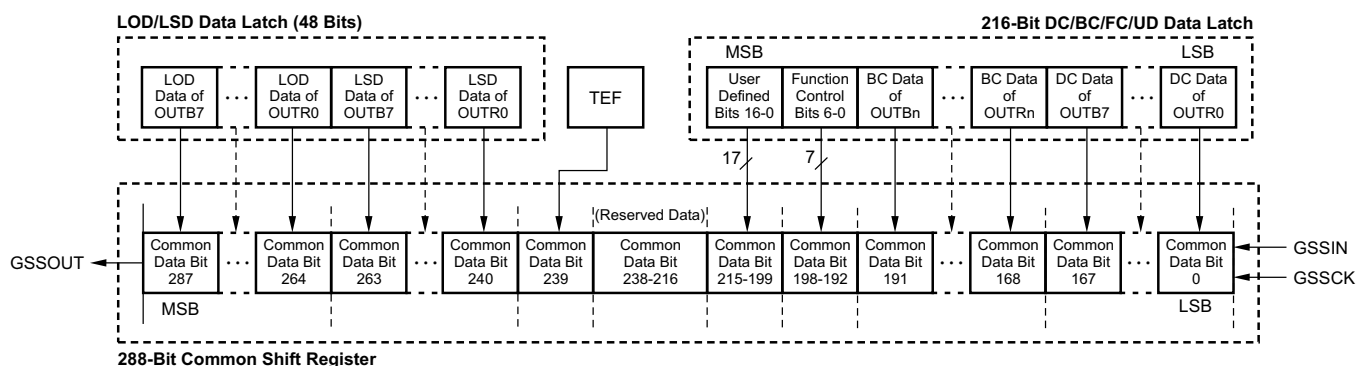 LOD/LSD Data Latch (48 Bits)
216-Bit DC/BC/FC/UD Data Latch
MSB
LSB
LOD
Data of
OUTB7
...
LOD
Data of
OUTR0
LSD
Data of
OUTB7
...
LSD
Data of
OUTR0
TEF
User
Defined
Bits 16-0
Function
Control
Bits 6-0
BC Data
of
OUTBn
...
BC Data
of
OUTRn
DC Data
of
OUTB7
...
DC Data
of
OUTR0
17
7
(Reserved Data)
GSSOUT
Common
Data Bit
287
...
Common
Data Bit
264
Common
Data Bit
263
...
Common
Data Bit
240
Common
Data Bit
239
Common
Data Bit
238-216
Common
Data Bit
215-199
Common
Data Bit
198-192
Common
Data Bit
191
...
Common
Data Bit
168
Common
Data Bit
167
...
Common
Data Bit
0
GSSIN
GSSCK
MSB
LSB
288-Bit Common Shift Register